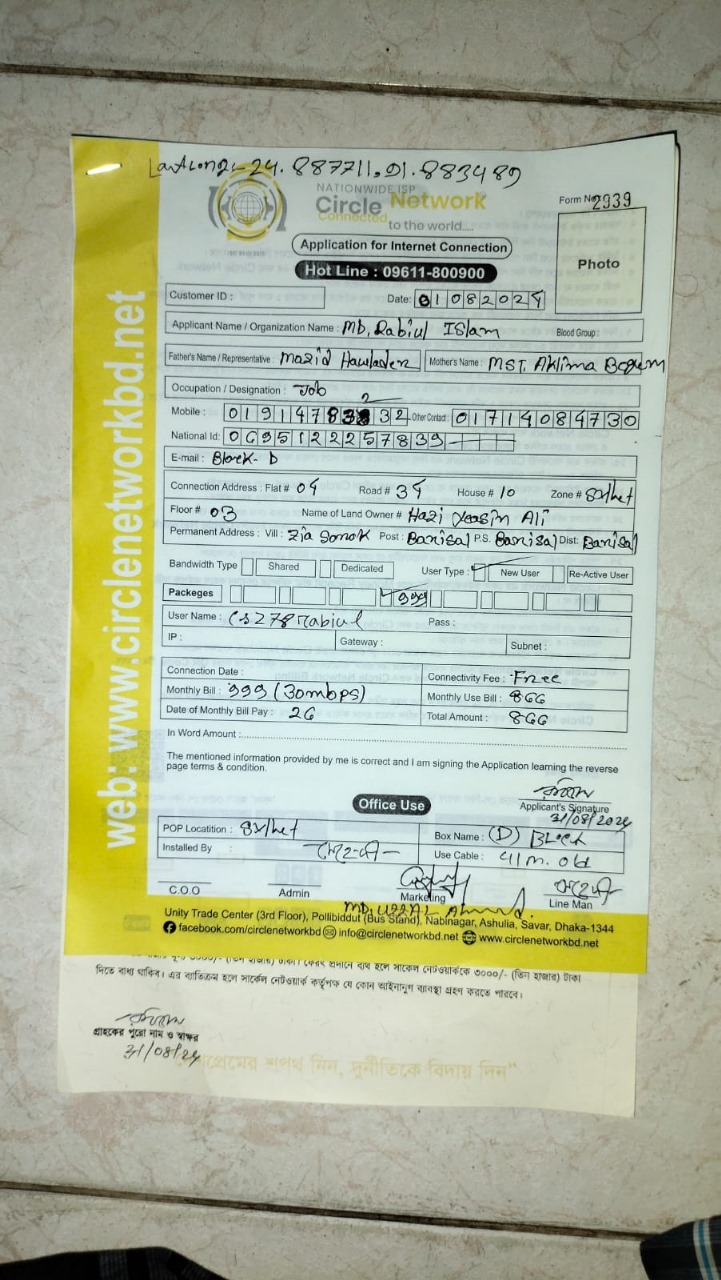 24.887711,91.883489
NATIONWIDE ISP
Circle Network
Connected to the world....
Form No 2939
Application for Internet Connection
Hot Line : 09611-800900
Photo
Customer ID :
Date: 01082024
Applicant Name / Organization Name : Md, Rabiul ISlam Blood Group:
Father's Name / Representative : Mazid Hawlader Mother's Name : MST, Aklima Begum
Occupation / Designation : Job
Mobile : Other Contact: 01714084730
National Id:
E-mail : Block- D
Connection Address : Flat # 04 Road # 34 House # 10 Zone # Sylhet
Floor # 03 Name of Land Owner # Hazi Yeasin Ali
Permanent Address : Vill : Zia Post : Barisal P.S. Barisal Dist: Barisal
Bandwidth Type Shared Dedicated User Type : New User Re-Active User
Packeges 999
User Name : Cs278rabiul Pass :
IP : Gateway : Subnet :
Connection Date : Connectivity Fee : Free
Monthly Bill : 999 (30mbps) Monthly Use Bill : 866
Date of Monthly Bill Pay : 26 Total Amount : 866
In Word Amount :
The mentioned information provided by me is correct and I am signing the Application learning the reverse
page terms & condition.
Office Use
Applicant's Signature
31/08/2024
POP Locatition : Sylhet Box Name : (D) Block
Installed By : Use Cable : 41m. Old
C.O.O Admin Marketing Line Man
MD. UZZAL Ahmed.
Unity Trade Center (3rd Floor), Pollibiddut (Bus Stand), Nabinagar, Ashulia, Savar, Dhaka-1344
facebook.com/circlenetworkbd info@circlenetworkbd.net www.circlenetworkbd.net
web: www.circlenetworkbd.net
দিতে বাধ্য থাকিব। এর ব্যতিক্রম হলে সার্কেল নেটওয়ার্ক কর্তৃপক্ষ যে কোন আইনানুগ ব্যবস্থা গ্রহণ করতে পারবে।
গ্রাহকের পুরো নাম ও স্বাক্ষর
31/08/24
শপথ নিন, দুর্নীতিকে বিদায় দিন"